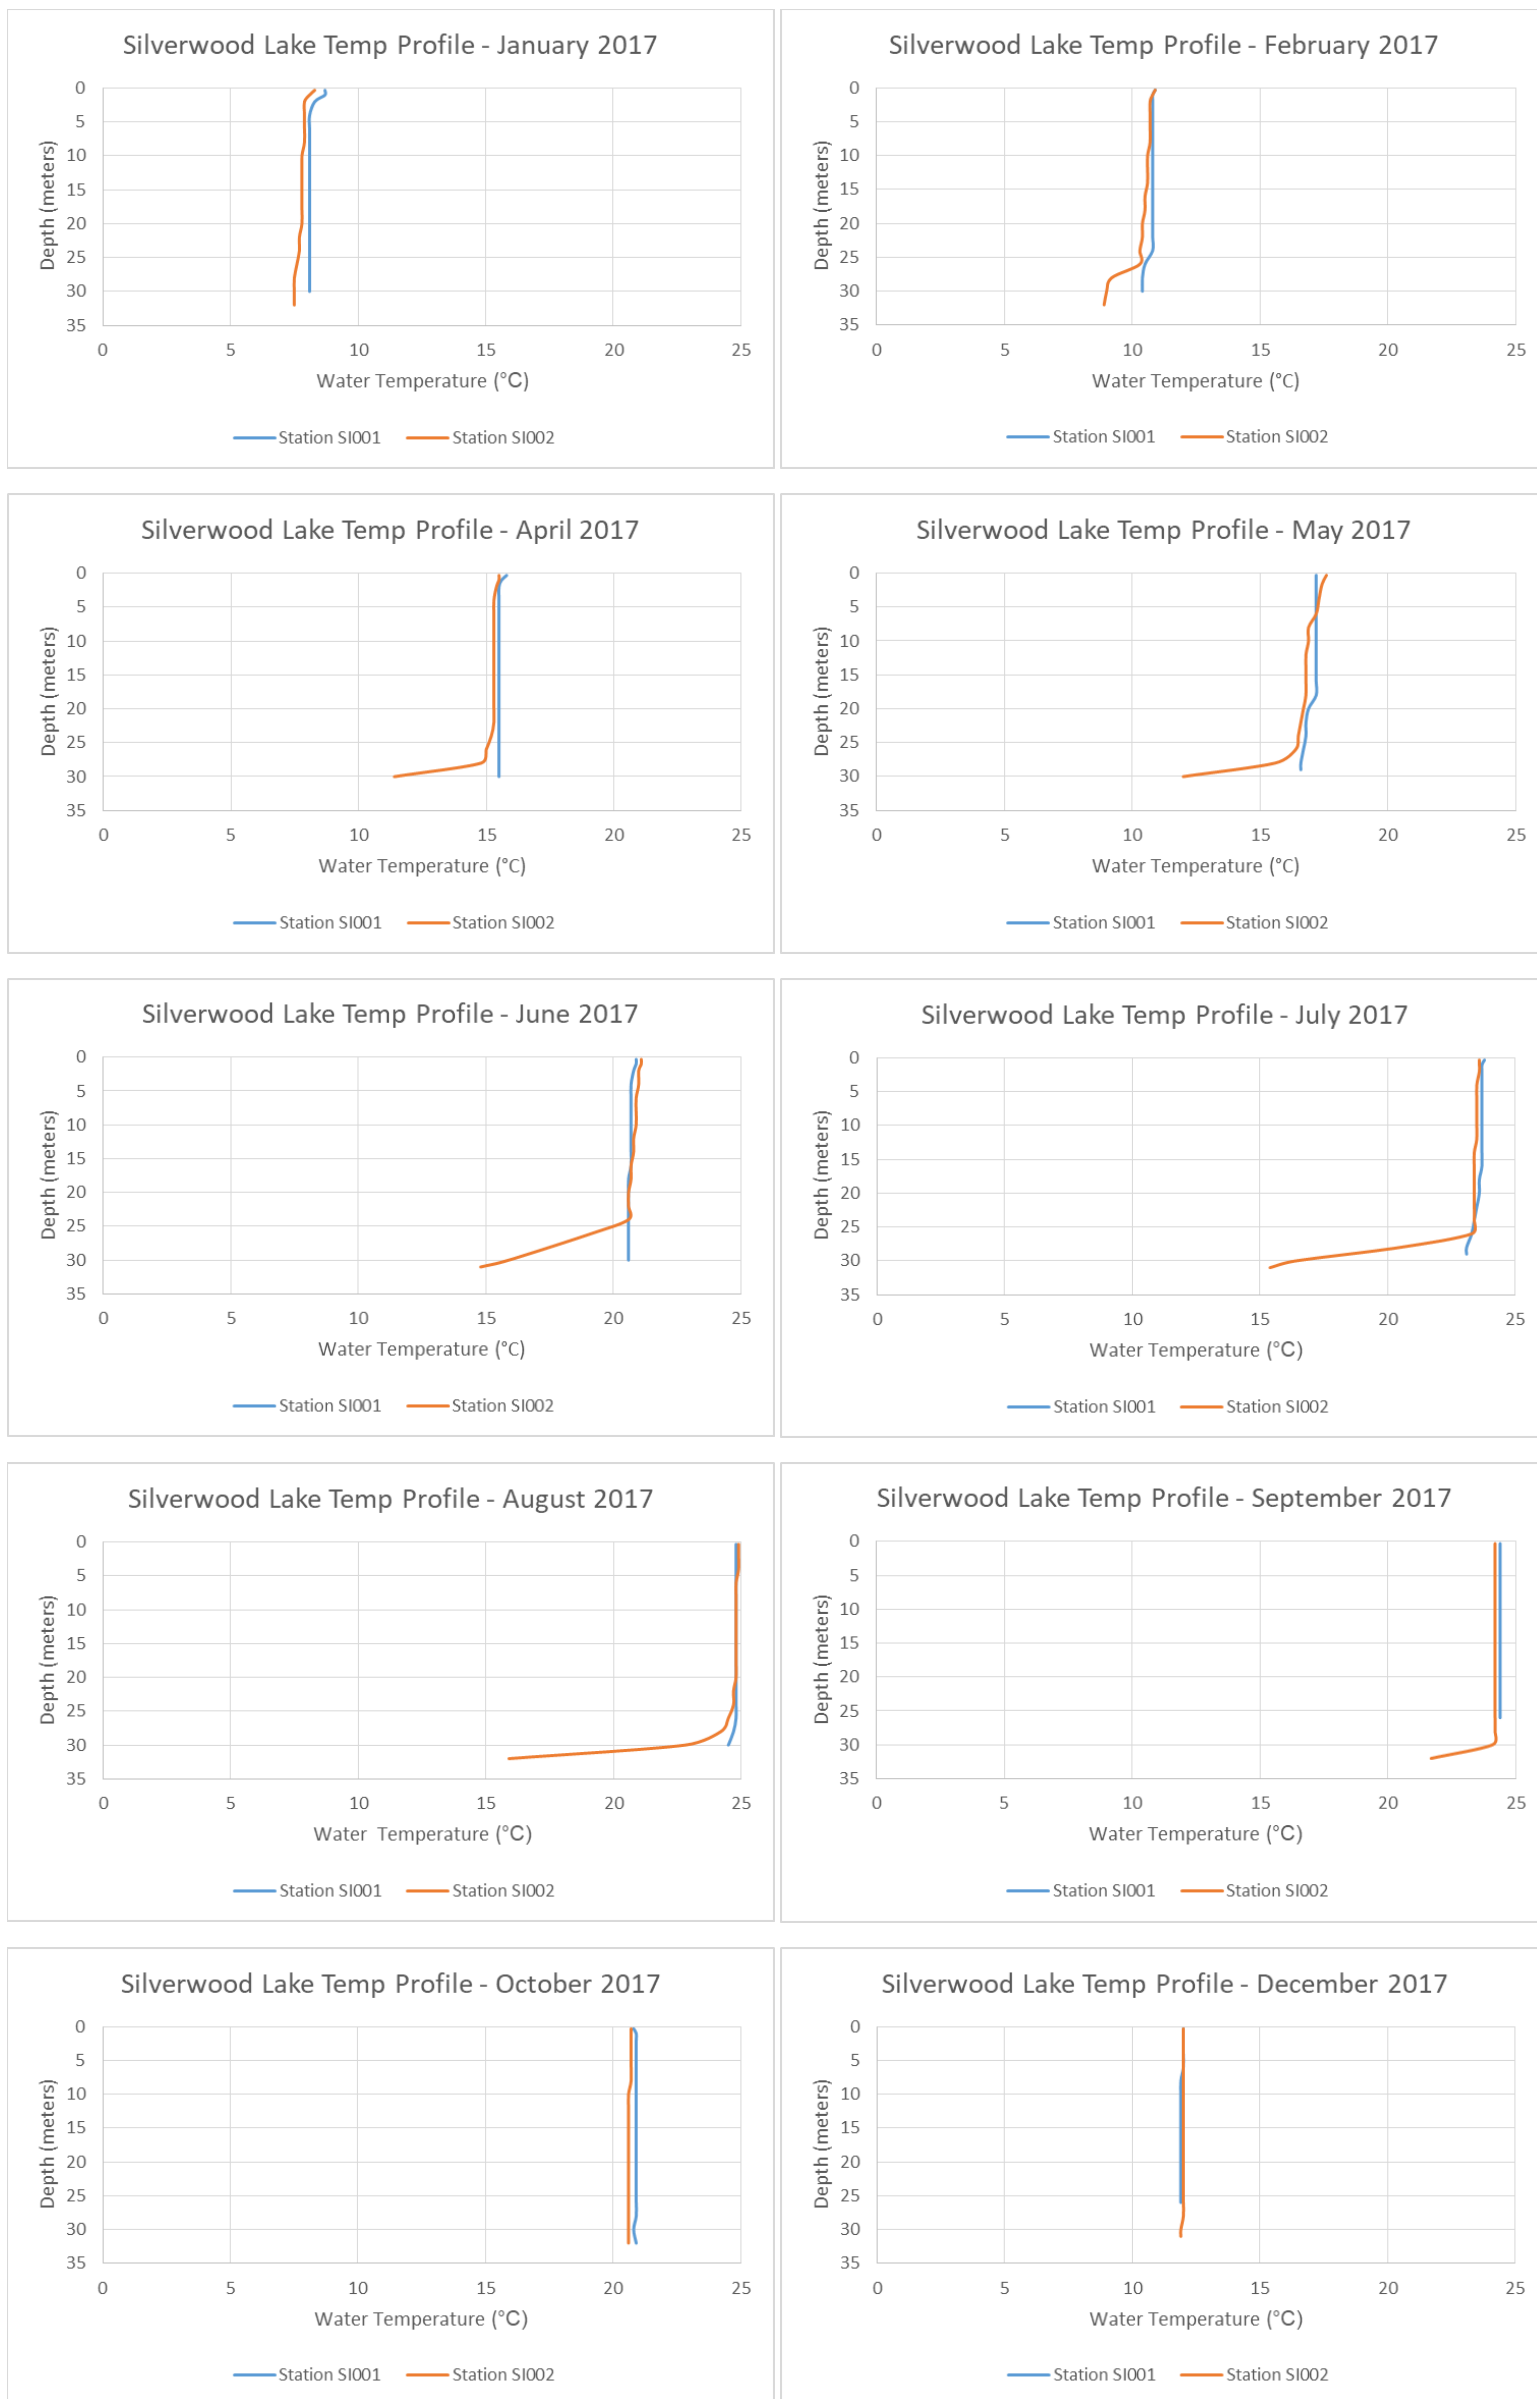 Silverwood Lake Temp Profile - January 2017
0
5
10
15
20
25
30
35
Depth (meters)
0 5 10 15 20 25
Water Temperature (°C)
Station SI001 Station SI002
Silverwood Lake Temp Profile - February 2017
0
5
10
15
20
25
30
35
Depth (meters)
0 5 10 15 20 25
Water Temperature (°C)
Station SI001 Station SI002
Silverwood Lake Temp Profile - April 2017
0
5
10
15
20
25
30
35
Depth (meters)
0 5 10 15 20 25
Water Temperature (°C)
Station SI001 Station SI002
Silverwood Lake Temp Profile - May 2017
0
5
10
15
20
25
30
35
Depth (meters)
0 5 10 15 20 25
Water Temperature (°C)
Station SI001 Station SI002
Silverwood Lake Temp Profile - June 2017
0
5
10
15
20
25
30
35
Depth (meters)
0 5 10 15 20 25
Water Temperature (°C)
Station SI001 Station SI002
Silverwood Lake Temp Profile - July 2017
0
5
10
15
20
25
30
35
Depth (meters)
0 5 10 15 20 25
Water Temperature (°C)
Station SI001 Station SI002
Silverwood Lake Temp Profile - August 2017
0
5
10
15
20
25
30
35
Depth (meters)
0 5 10 15 20 25
Water  Temperature (°C)
Station SI001 Station SI002
Silverwood Lake Temp Profile - September 2017
0
5
10
15
20
25
30
35
Depth (meters)
0 5 10 15 20 25
Water Temperature (°C)
Station SI001 Station SI002
Silverwood Lake Temp Profile - October 2017
0
5
10
15
20
25
30
35
Depth (meters)
0 5 10 15 20 25
Water Temperature (°C)
Station SI001 Station SI002
Silverwood Lake Temp Profile - December 2017
0
5
10
15
20
25
30
35
Depth (meters)
0 5 10 15 20 25
Water Temperature (°C)
Station SI001 Station SI002